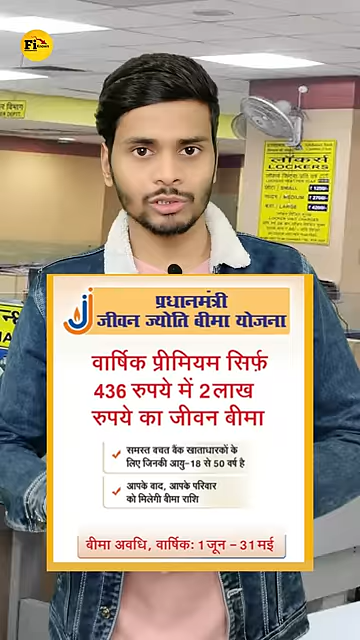 Fi
लॉकर्स
LOCKERS
SMALL
MEDIUM
LARGE
प्रधानमंत्री
जीवन ज्योति बीमा योजना
वार्षिक प्रीमियम सिर्फ़
436 रुपये में 2 लाख
रुपये का जीवन बीमा
समस्त बचत बैंक खाताधारकों के
लिए जिनकी आयु-18 से 50 वर्ष है
आपके बाद, आपके परिवार
को मिलेगी बीमा राशि
बीमा अवधि, वार्षिक: 1 जून - 31 मई